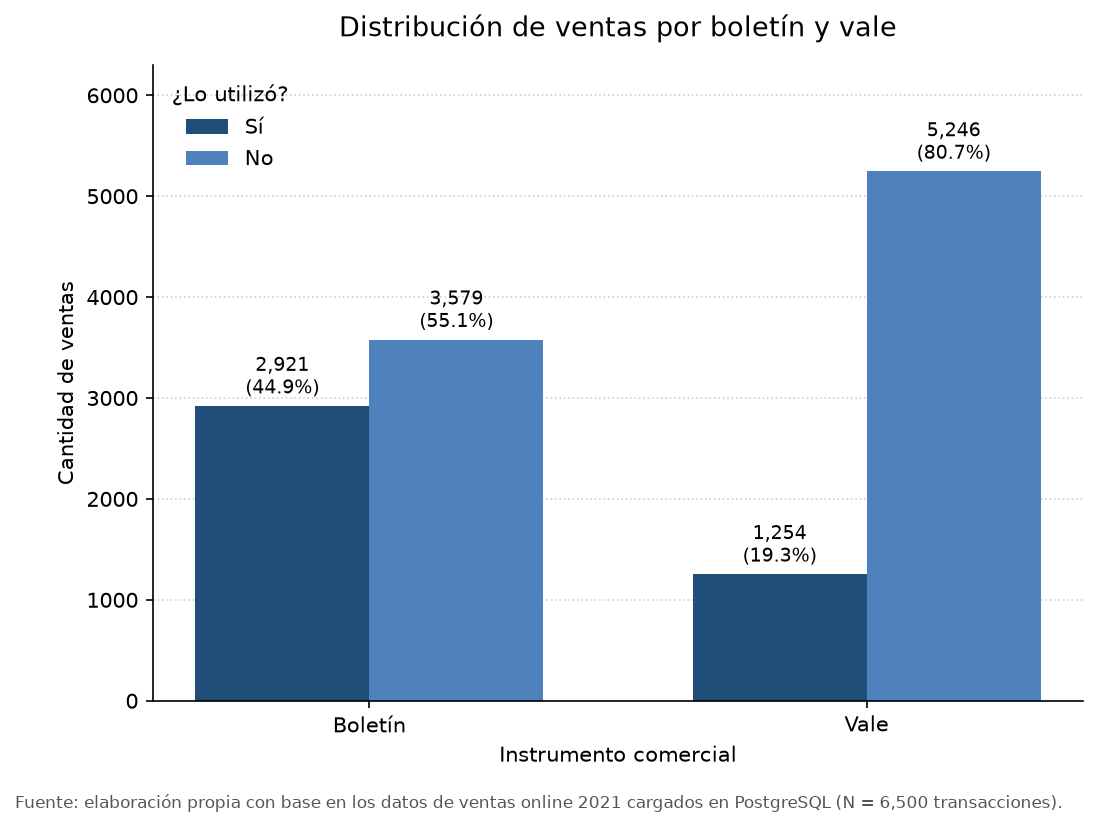 Distribución de ventas por boletín y vale
¿Lo utilizó?
Sí
No
Cantidad de ventas
6000
5000
4000
3000
2000
1000
0
2,921
(44.9%)
3,579
(55.1%)
1,254
(19.3%)
5,246
(80.7%)
Boletín
Vale
Instrumento comercial
Fuente: elaboración propia con base en los datos de ventas online 2021 cargados en PostgreSQL (N = 6,500 transacciones).